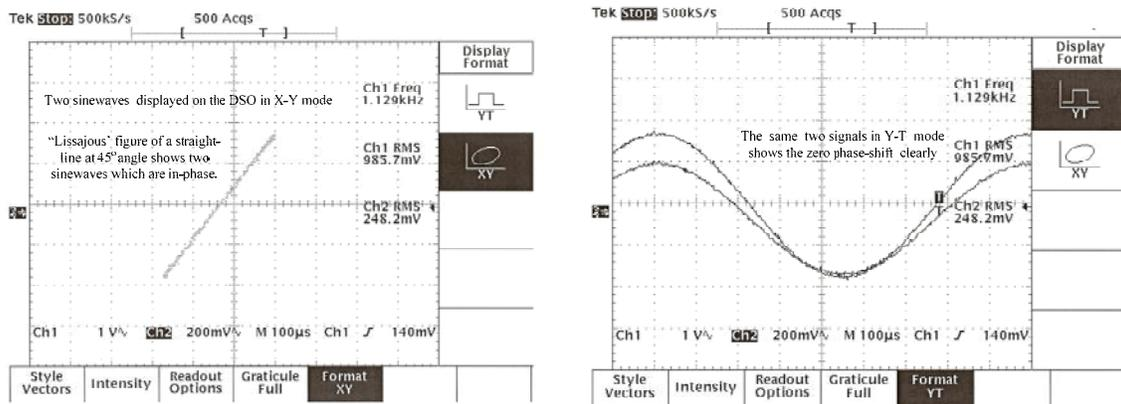 Tek Stop: 500kS/s 500 Acqs
[ T ]
Display
Format
Two sinewaves displayed on the DSO in X-Y mode
Ch1 Freq
1.129kHz
YT
“Lissajous’ figure of a straight-
line at 45° angle shows two
sinewaves which are in-phase.
Ch1 RMS
985.7mV
XY
Ch2 RMS
248.2mV
Ch1 1 V Ch2 200mV M 100µs Ch1 140mV
Style
Vectors
Intensity
Readout
Options
Graticule
Full
Format
XY
Tek Stop: 500kS/s 500 Acqs
[ T ]
Display
Format
Ch1 Freq
1.129kHz
YT
The same two signals in Y-T mode
shows the zero phase-shift clearly
Ch1 RMS
985.7mV
XY
T
T
Ch2 RMS
248.2mV
Ch1 1 V Ch2 200mV M 100µs Ch1 140mV
Style
Vectors
Intensity
Readout
Options
Graticule
Full
Format
YT